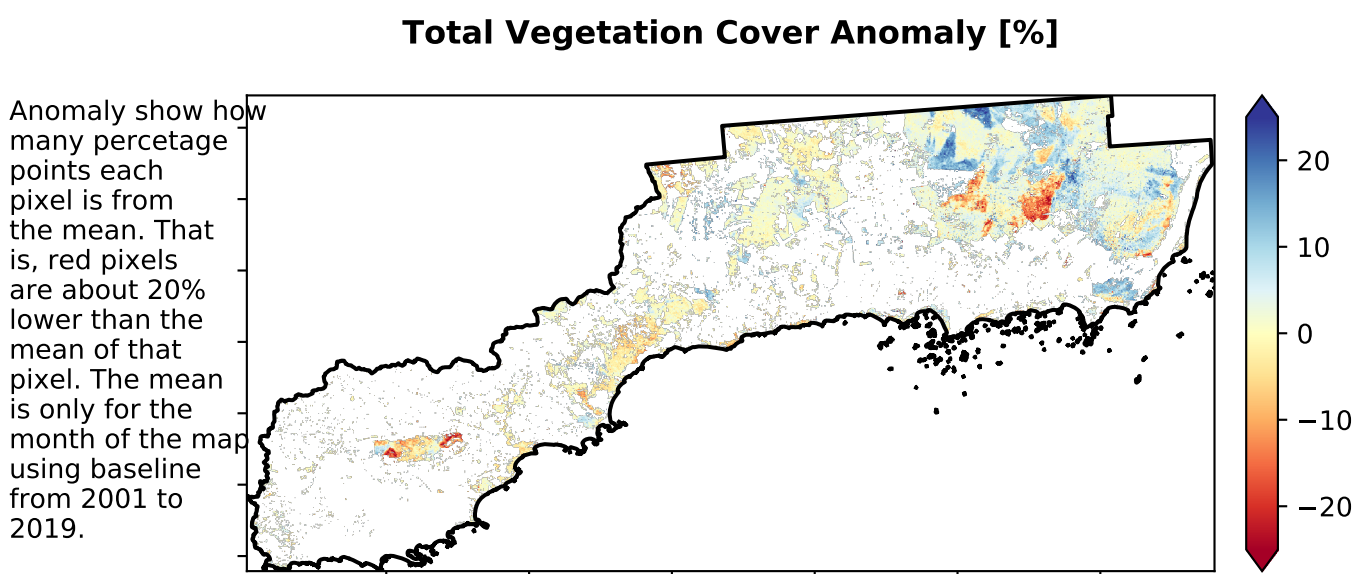 Total Vegetation Cover Anomaly [%]
Anomaly show how
many percetage
points each
pixel is from
the mean. That
is, red pixels
are about 20%
lower than the
mean of that
pixel. The mean
is only for the
month of the map
using baseline
from 2001 to
2019.
20
10
0
−10
−20